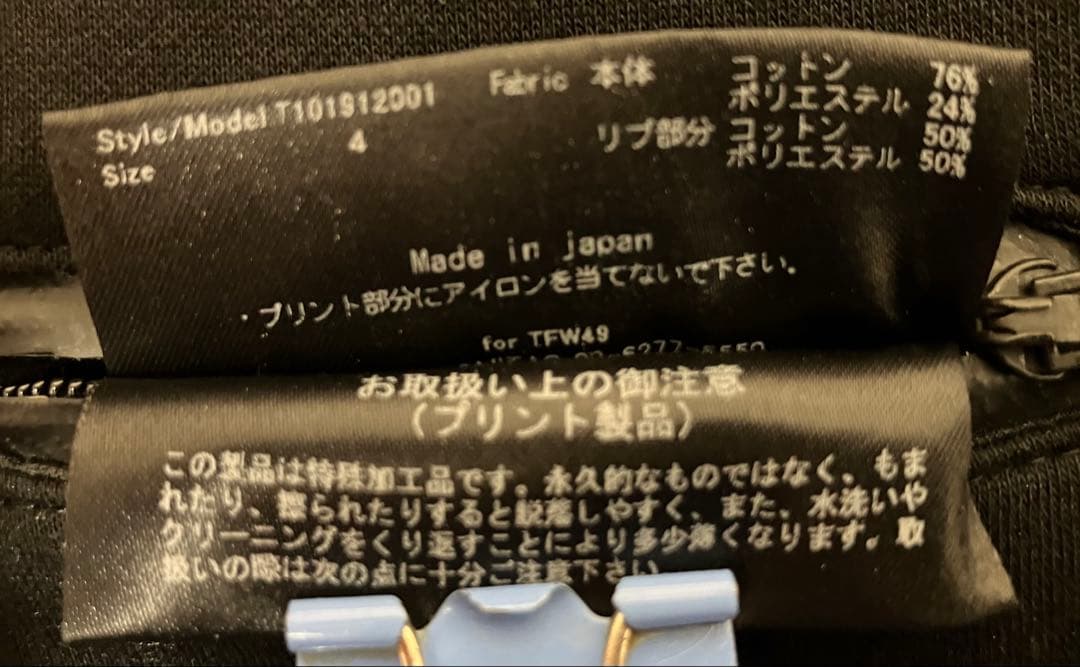 Style/Model T101912001
Size 4
Fabric 本体 コットン 76%
ポリエステル 24%
リブ部分 コットン 50%
ポリエステル 50%
Made in japan
・プリント部分にアイロンを当てないで下さい。
for TFW49
お取扱い上の御注意
(プリント製品)
この製品は特殊加工品です。永久的なものではなく、もま
れたり、擦られたりすると脱落しやすく、また、水洗いや
クリーニングをくり返すことにより多少薄くなります。取
扱いの際は次の点に十分ご注意下さい